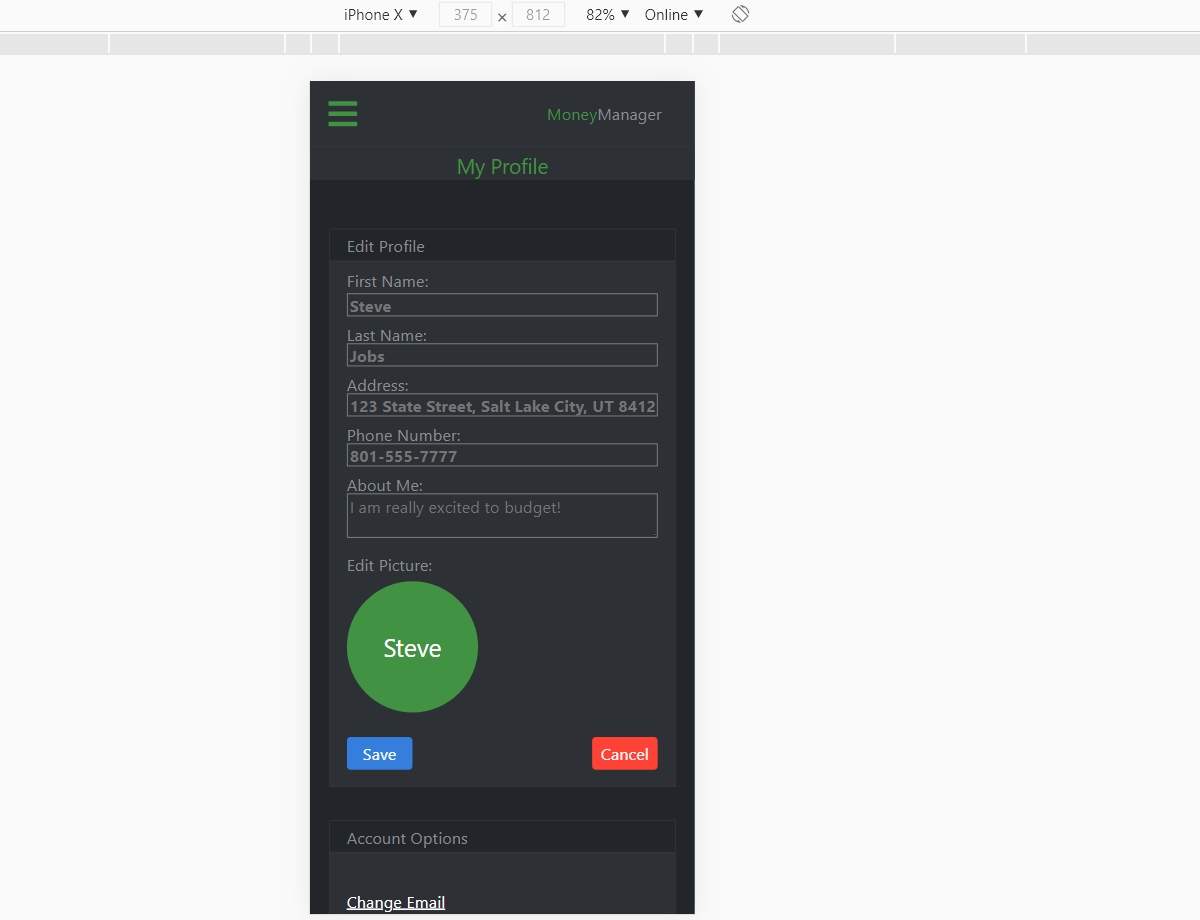 iPhone X ▼ 375 × 812 82% ▼ Online ▼
MoneyManager
My Profile
Edit Profile
First Name:
Steve
Last Name:
Jobs
Address:
123 State Street, Salt Lake City, UT 8412
Phone Number:
801-555-7777
About Me:
I am really excited to budget!
Edit Picture:
Steve
Save Cancel
Account Options
Change Email